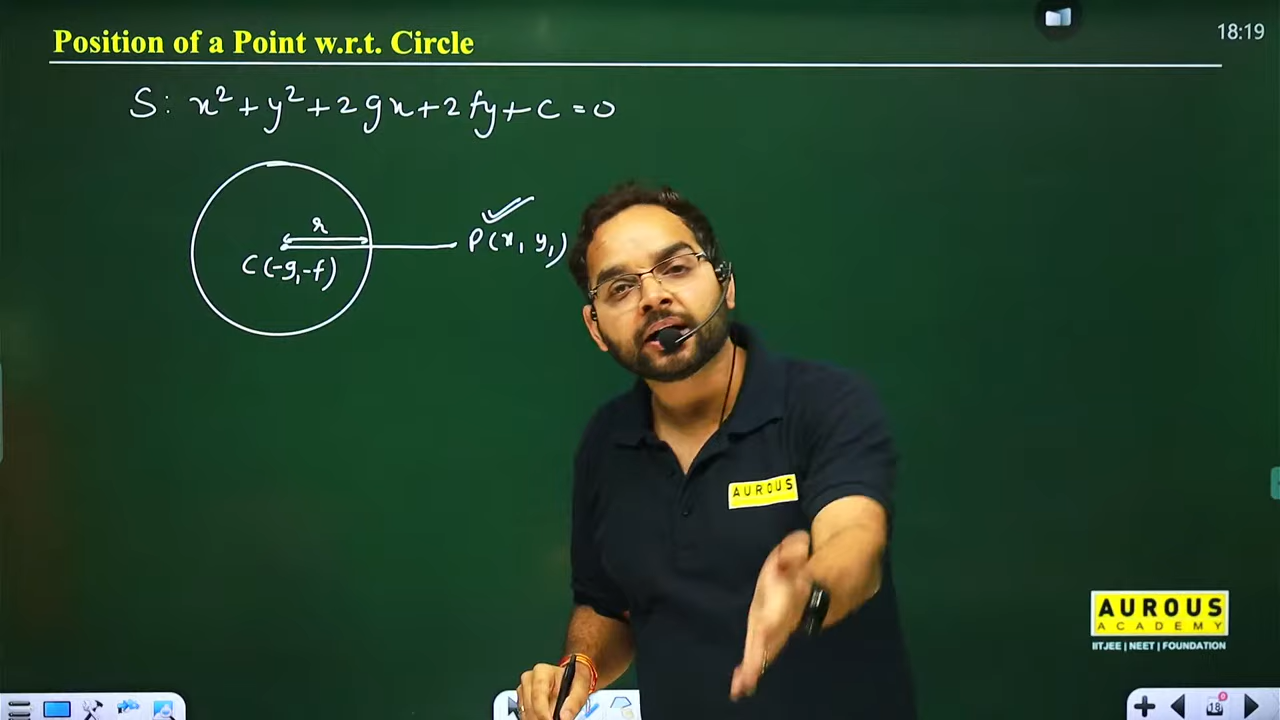 Position of a Point w.r.t. Circle
18:19
S: x² + y² + 2gx + 2fy + c = 0
r
P(x₁ y₁)
C(-g,-f)
AUROUS
AUROUS
ACADEMY
IITJEE | NEET | FOUNDATION
18